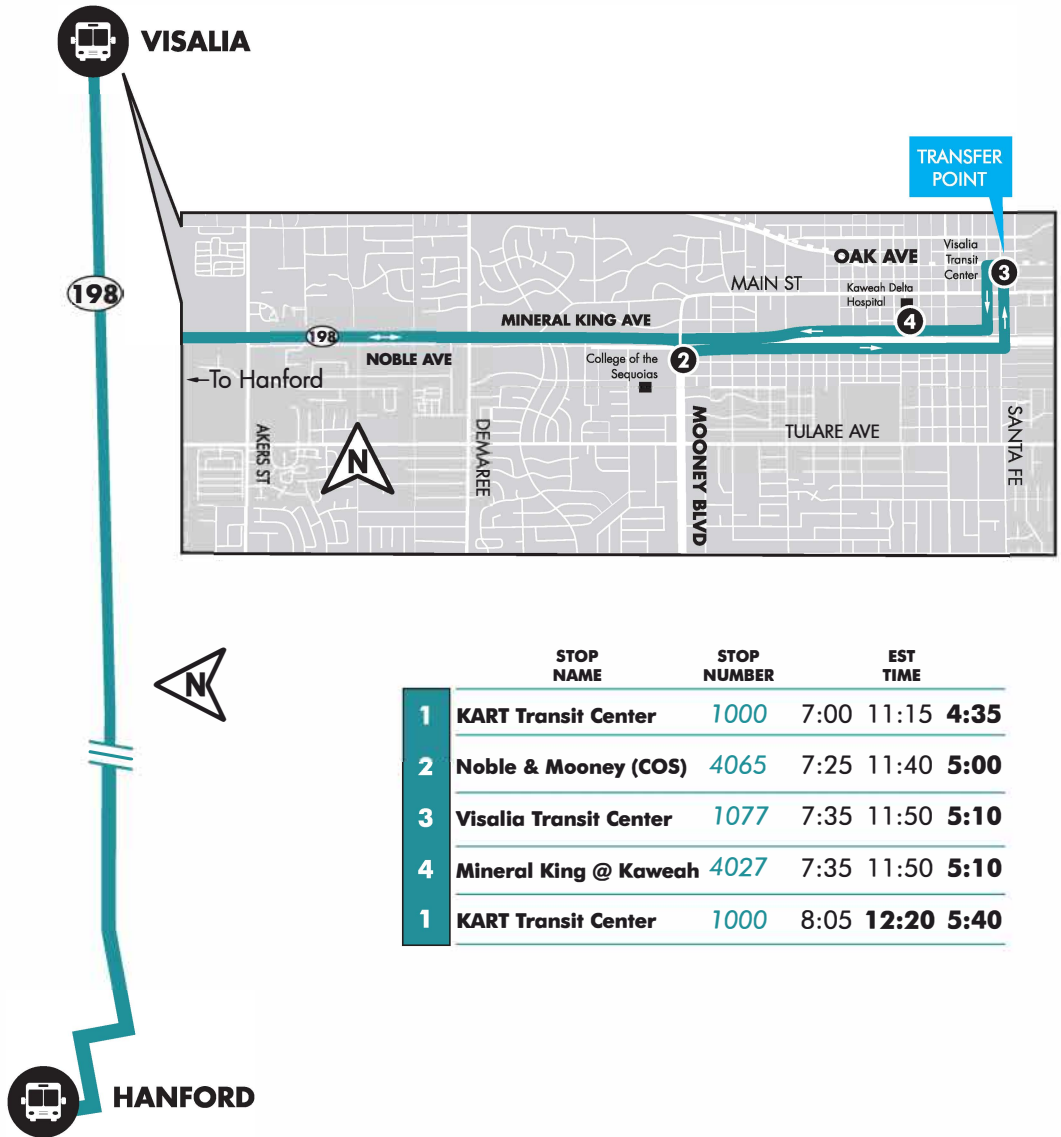 VISALIA
TRANSFER
POINT
198
OAK AVE
Visalia
Transit
Center
3
MAIN ST
Kaweah Delta
Hospital
4
MINERAL KING AVE
198
NOBLE AVE
College of the
Sequoias
2
←To Hanford
AKERS ST
N
DEMAREE
MOONEY BLVD
TULARE AVE
SANTA FE
N
STOP NAME STOP NUMBER EST TIME
1 KART Transit Center 1000 7:00 11:15 4:35
2 Noble & Mooney (COS) 4065 7:25 11:40 5:00
3 Visalia Transit Center 1077 7:35 11:50 5:10
4 Mineral King @ Kaweah 4027 7:35 11:50 5:10
1 KART Transit Center 1000 8:05 12:20 5:40
HANFORD